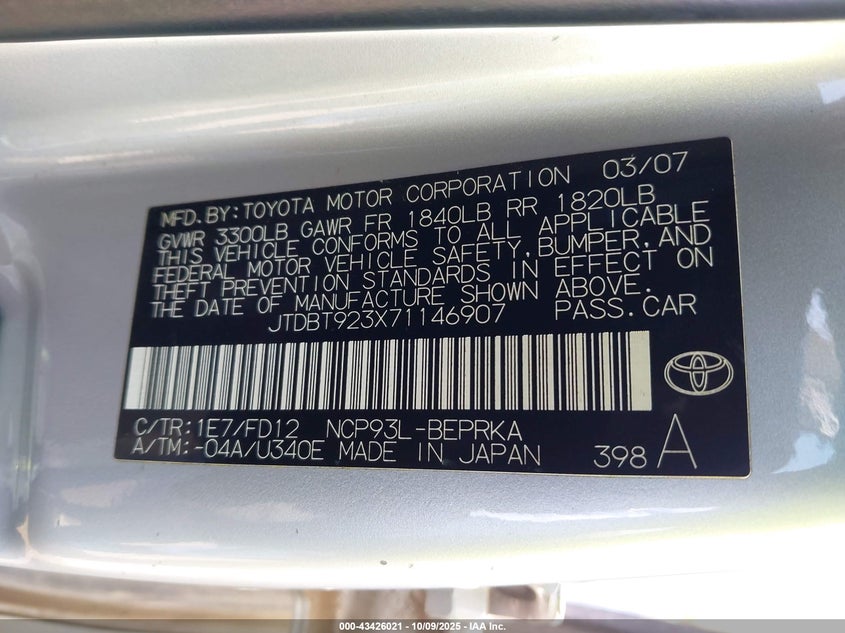 MFD.BY:TOYOTA MOTOR CORPORATION 03/07
GVWR 3300LB GAWR FR 1840LB RR 1820LB
THIS VEHICLE CONFORMS TO ALL APPLICABLE
FEDERAL MOTOR VEHICLE SAFETY,BUMPER,AND
THEFT PREVENTION STANDARDS IN EFFECT ON
THE DATE OF MANUFACTURE SHOWN ABOVE.
JTDBT923X71146907 PASS.CAR
C/TR:1E7/FD12 NCP93L-BEPRKA
A/TM:-04A/U340E MADE IN JAPAN 398 A
000-43426021 - 10/09/2025 - IAA Inc.